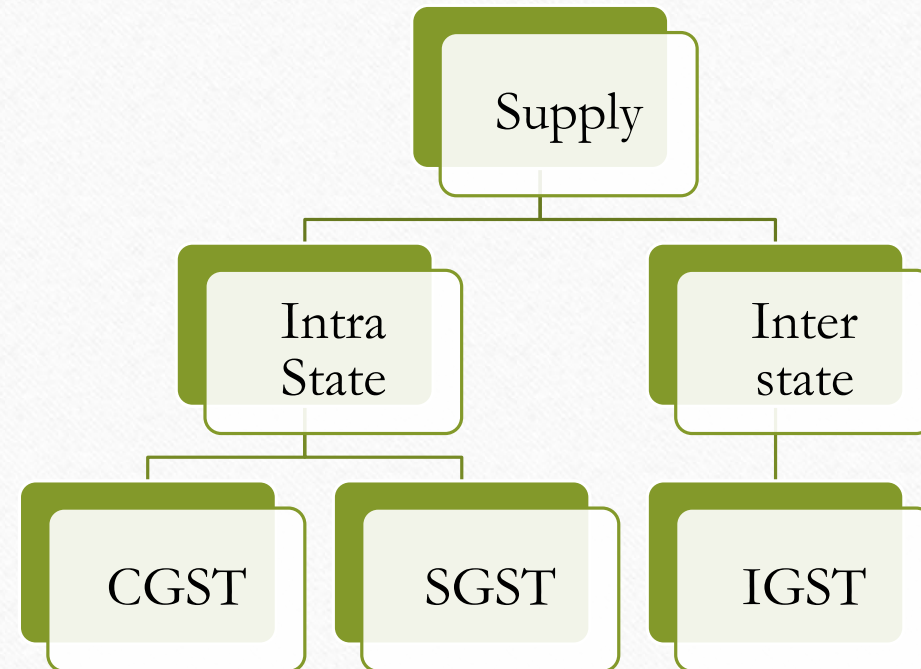 Supply
Intra
State
Inter
state
CGST
SGST
IGST